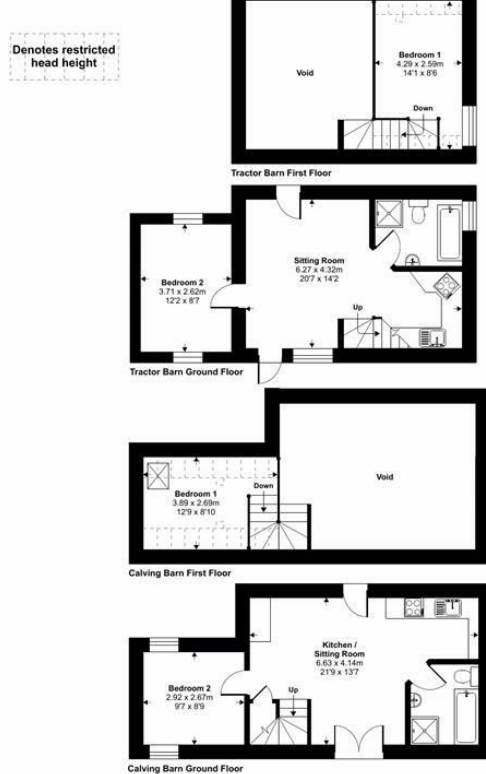 Denotes restricted
head height
Void
Bedroom 1
4.29 x 2.59m
14'1 x 8'6
Down
Tractor Barn First Floor
Sitting Room
6.27 x 4.32m
20'7 x 14'2
Bedroom 2
3.71 x 2.62m
12'2 x 8'7
Up
Tractor Barn Ground Floor
Void
Bedroom 1
3.89 x 2.69m
12'9 x 8'10
Down
Calving Barn First Floor
Kitchen /
Sitting Room
6.63 x 4.14m
21'9 x 13'7
Bedroom 2
2.92 x 2.67m
9'7 x 8'9
Up
Calving Barn Ground Floor